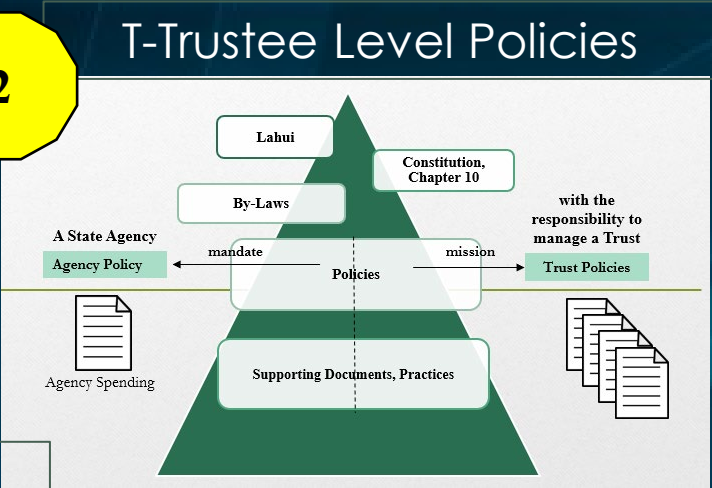 T-Trustee Level Policies
2
Lahui
Constitution,
Chapter 10
By-Laws
with the
responsibility to
manage a Trust
A State Agency
mandate
mission
Agency Policy
Policies
Trust Policies
Agency Spending
Supporting Documents, Practices